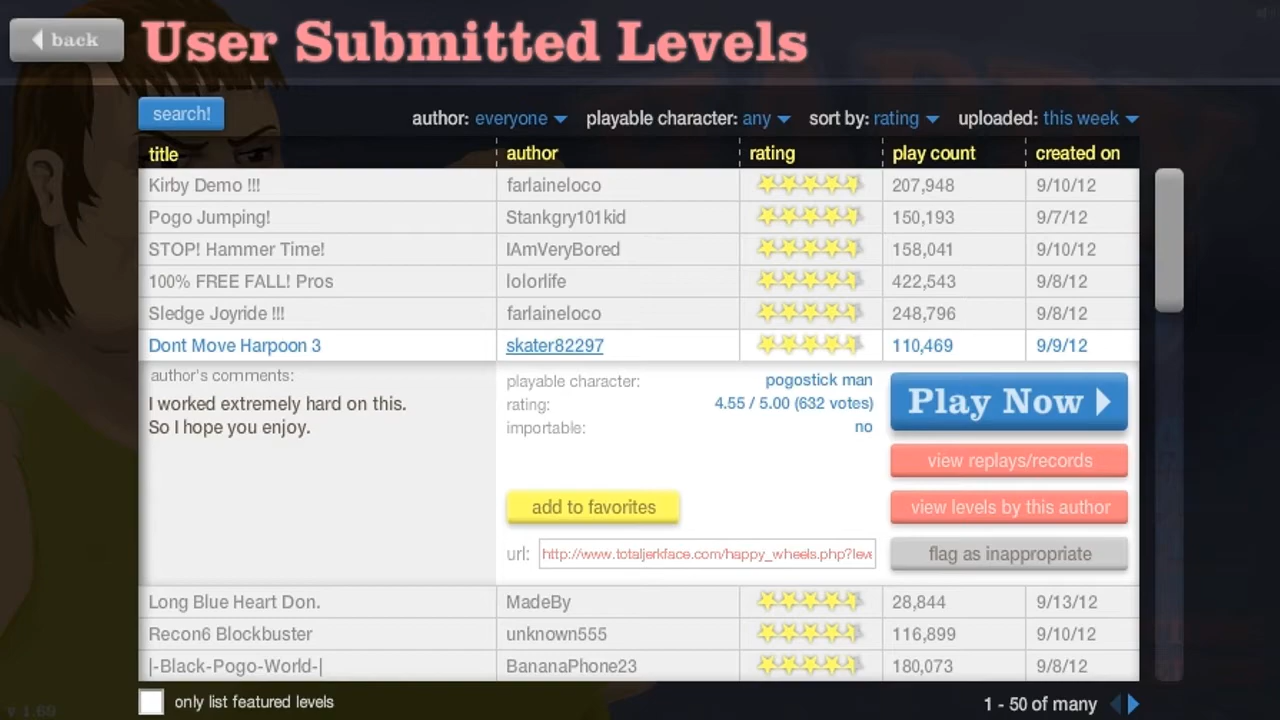 back
User Submitted Levels
search!
author: everyone
playable character: any
sort by: rating
uploaded: this week
title author rating play count created on
Kirby Demo !!! farlaineloco 207,948 9/10/12
Pogo Jumping! Stankgry101kid 150,193 9/7/12
STOP! Hammer Time! IAmVeryBored 158,041 9/10/12
100% FREE FALL! Pros lolorlife 422,543 9/8/12
Sledge Joyride !!! farlaineloco 248,796 9/8/12
Dont Move Harpoon 3 skater82297 110,469 9/9/12
author's comments:
I worked extremely hard on this.
So I hope you enjoy.
playable character: pogostick man
rating: 4.55 / 5.00 (632 votes)
importable: no
add to favorites
url: http://www.totaljerkface.com/happy_wheels.php?leve
Play Now
view replays/records
view levels by this author
flag as inappropriate
Long Blue Heart Don. MadeBy 28,844 9/13/12
Recon6 Blockbuster unknown555 116,899 9/10/12
|-Black-Pogo-World-| BananaPhone23 180,073 9/8/12
only list featured levels
1 - 50 of many
v 1.69